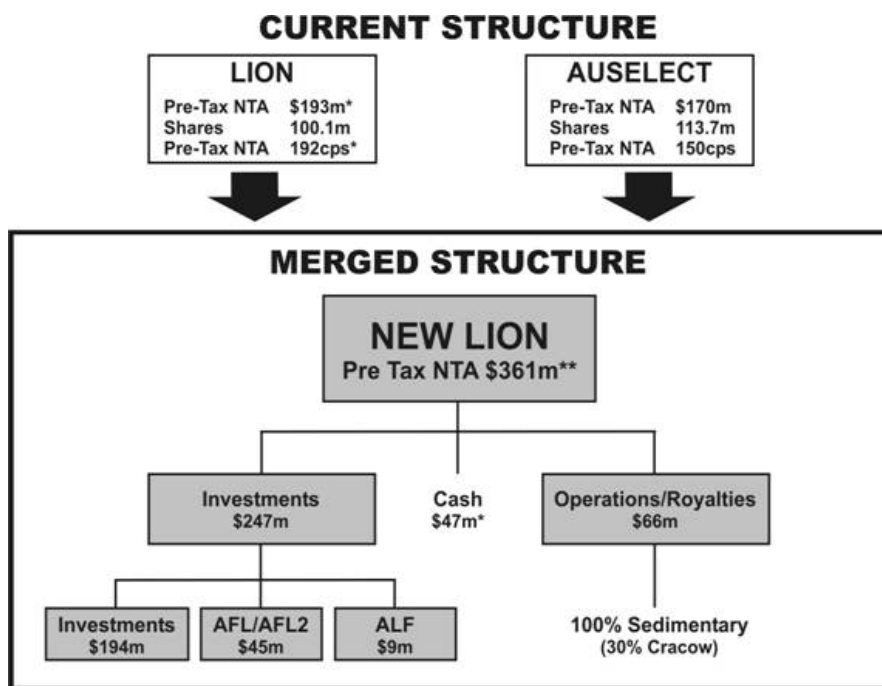 CURRENT STRUCTURE
LION
Pre-Tax NTA $193m*
Shares 100.1m
Pre-Tax NTA 192cps*
AUSELECT
Pre-Tax NTA $170m
Shares 113.7m
Pre-Tax NTA 150cps
MERGED STRUCTURE
NEW LION
Pre Tax NTA $361m**
Investments
$247m
Cash
$47m*
Operations/Royalties
$66m
Investments
$194m
AFL/AFL2
$45m
ALF
$9m
100% Sedimentary
(30% Cracow)